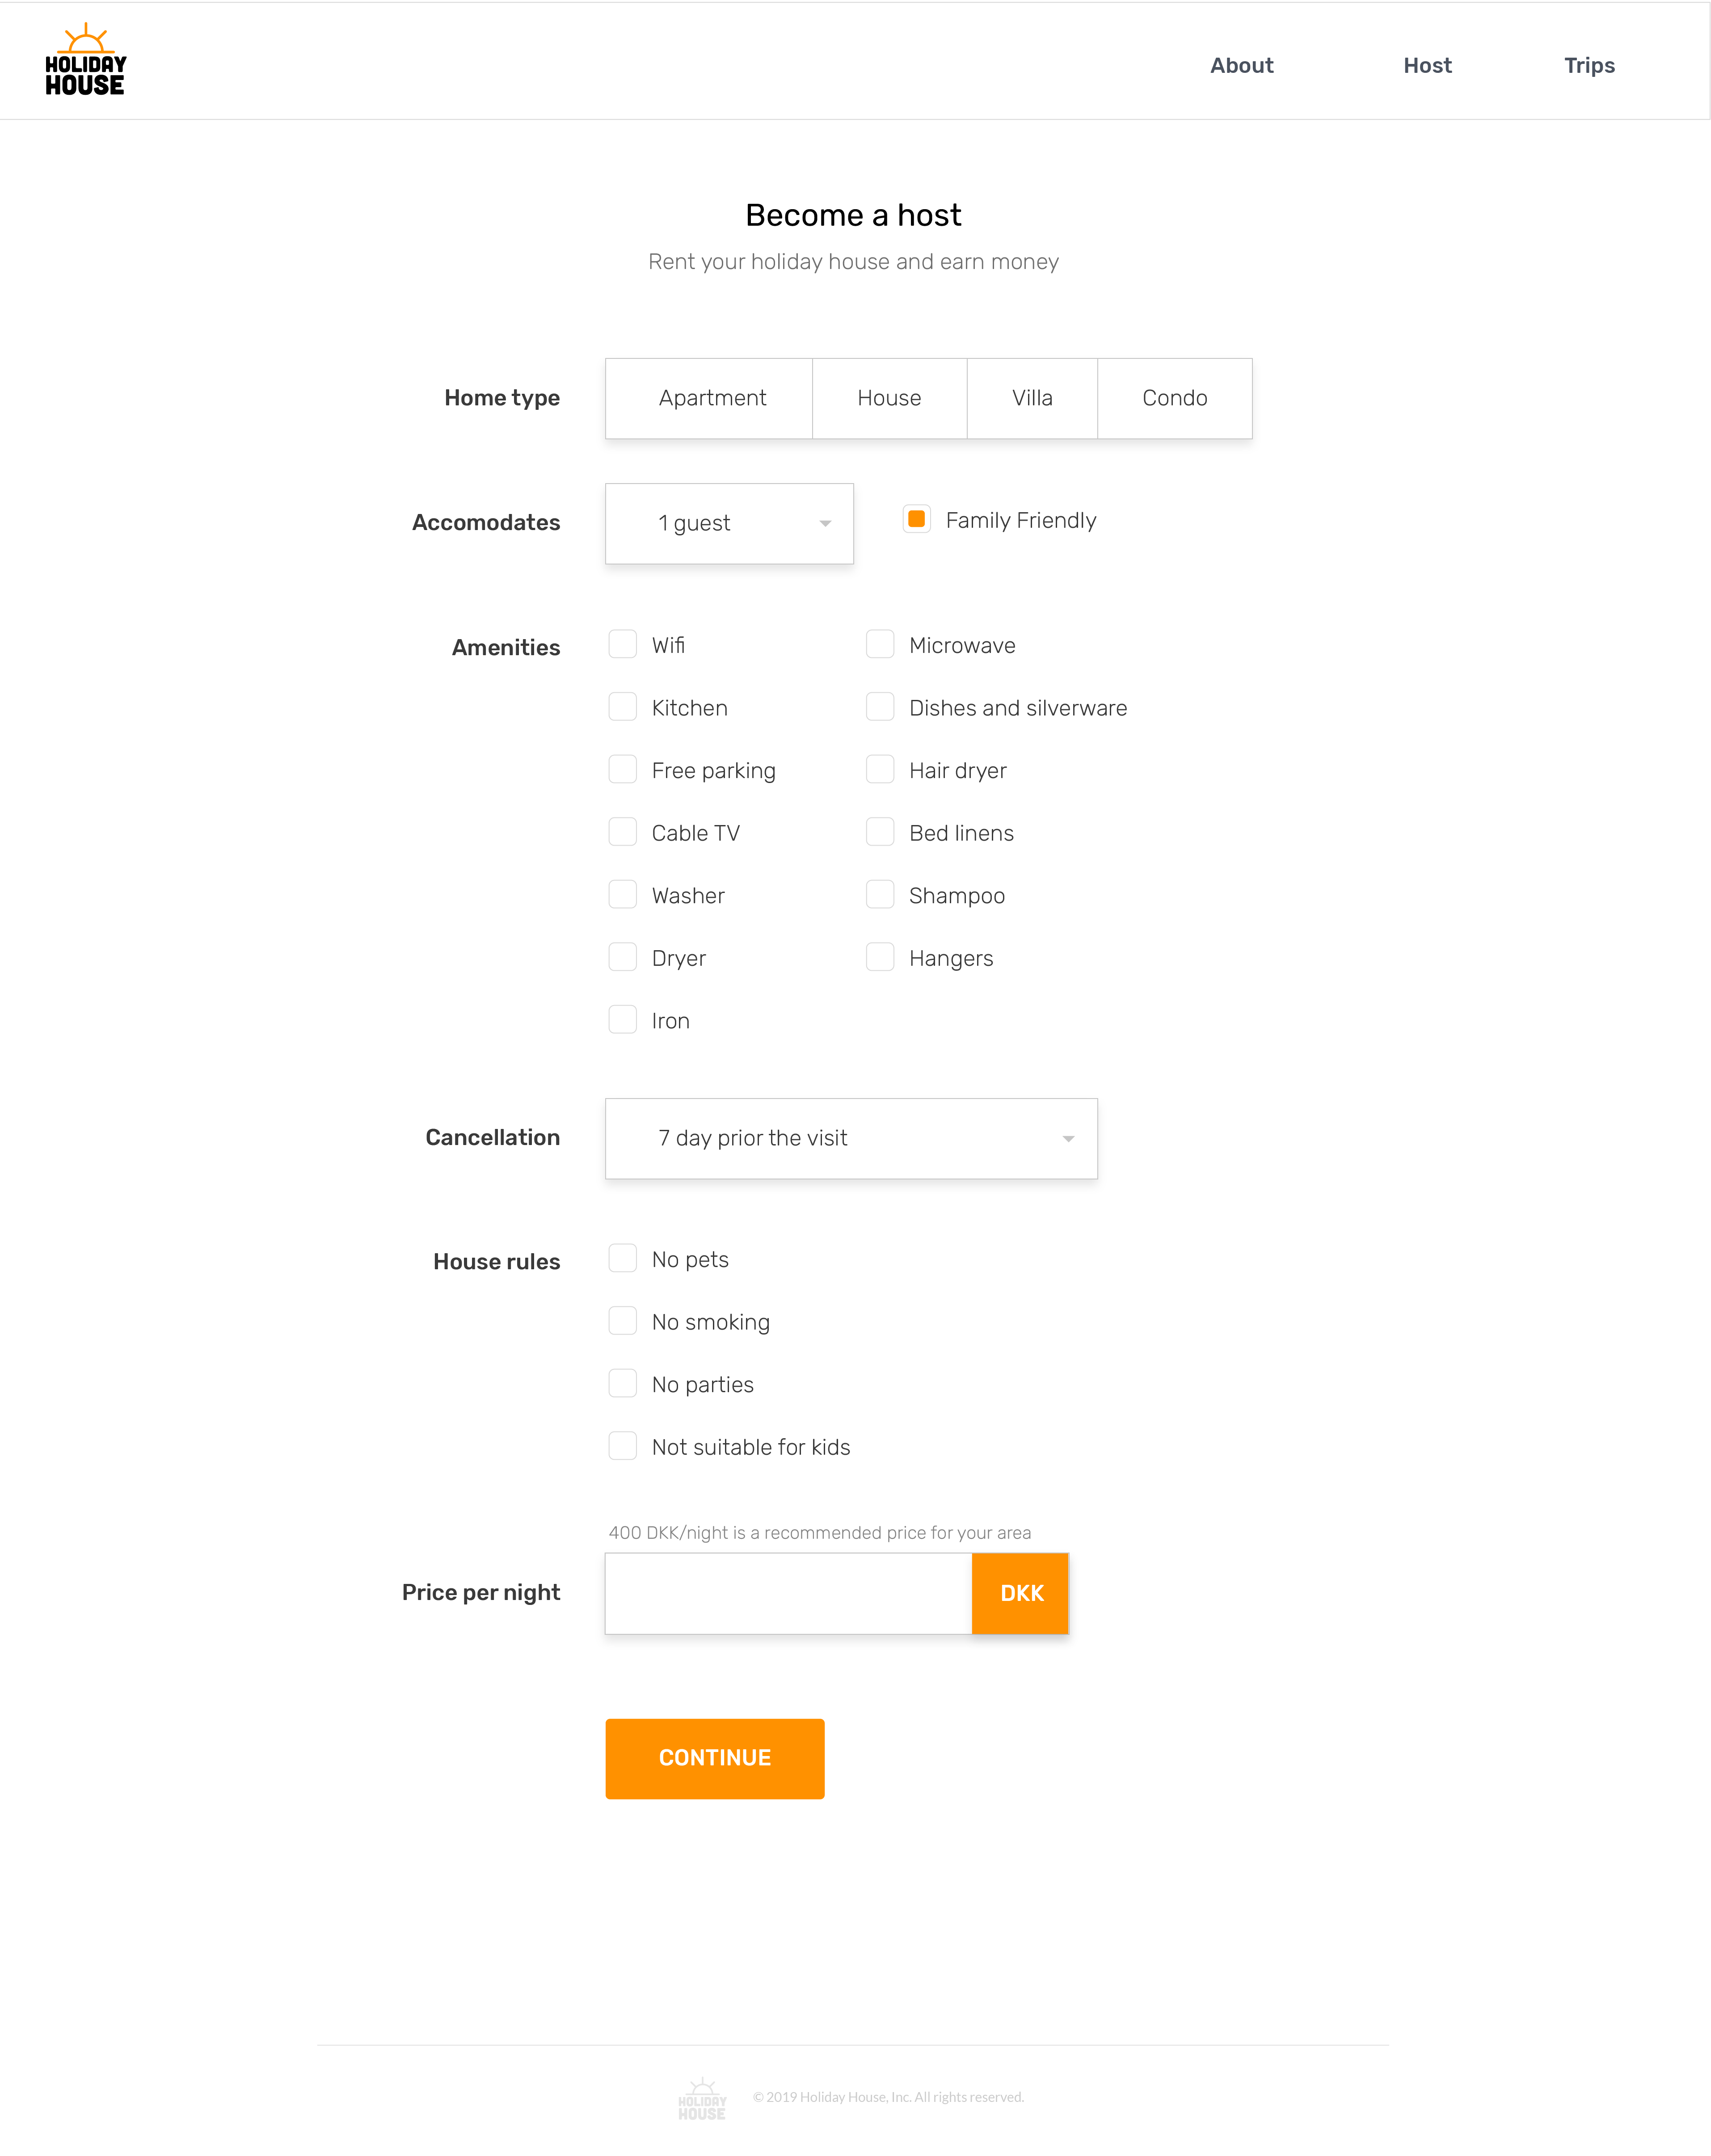 HOLIDAY
HOUSE
About Host Trips
Become a host
Rent your holiday house and earn money
Home type Apartment House Villa Condo
Accomodates 1 guest Family Friendly
Amenities Wifi Microwave
Kitchen Dishes and silverware
Free parking Hair dryer
Cable TV Bed linens
Washer Shampoo
Dryer Hangers
Iron
Cancellation 7 day prior the visit
House rules No pets
No smoking
No parties
Not suitable for kids
400 DKK/night is a recommended price for your area
Price per night DKK
CONTINUE
HOLIDAY
HOUSE
© 2019 Holiday House, Inc. All rights reserved.